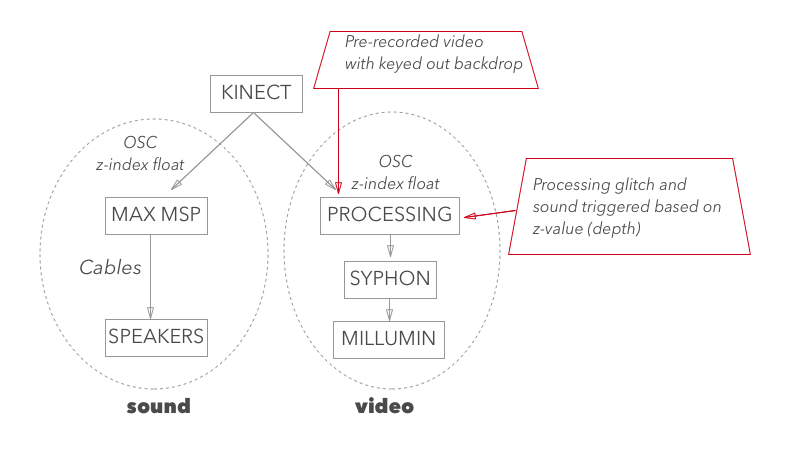 Pre-recorded video
with keyed out backdrop
KINECT
OSC
z-index float
OSC
z-index float
Processing glitch and
sound triggered based on
z-value (depth)
MAX MSP
PROCESSING
Cables
SYPHON
SPEAKERS
MILLUMIN
sound
video